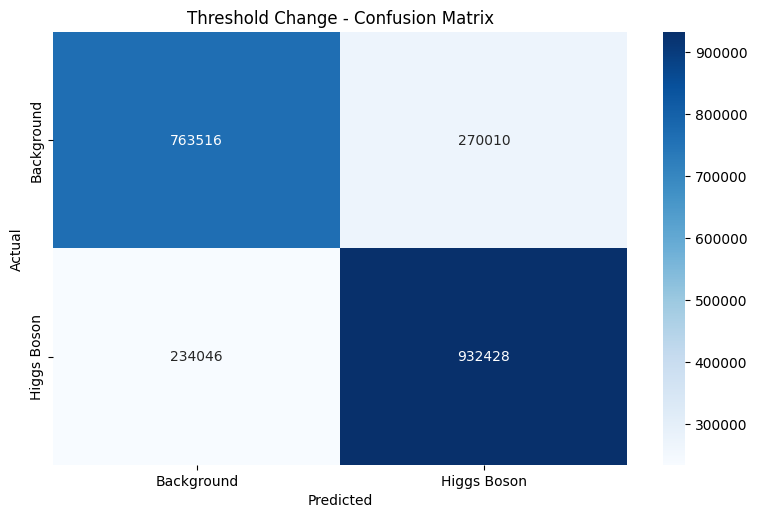 Threshold Change - Confusion Matrix
Actual
Background
Higgs Boson
763516
270010
234046
932428
Background
Higgs Boson
Predicted
900000
800000
700000
600000
500000
400000
300000